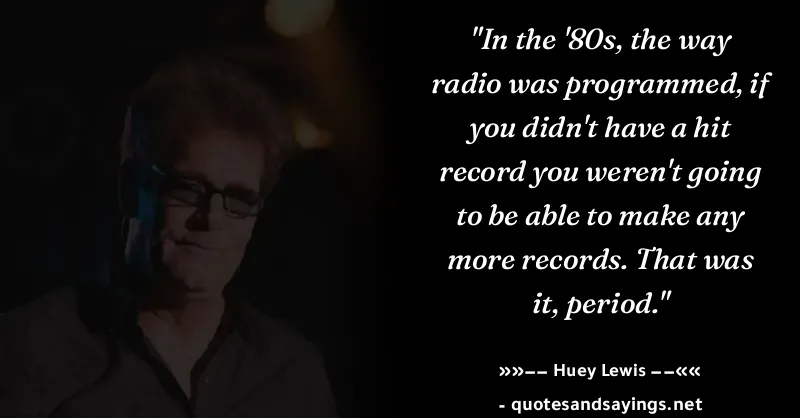 "In the '80s, the way
radio was programmed, if
you didn't have a hit
record you weren't going
to be able to make any
more records. That was
it, period."
»»–– Huey Lewis ––««
- quotesandsayings.net